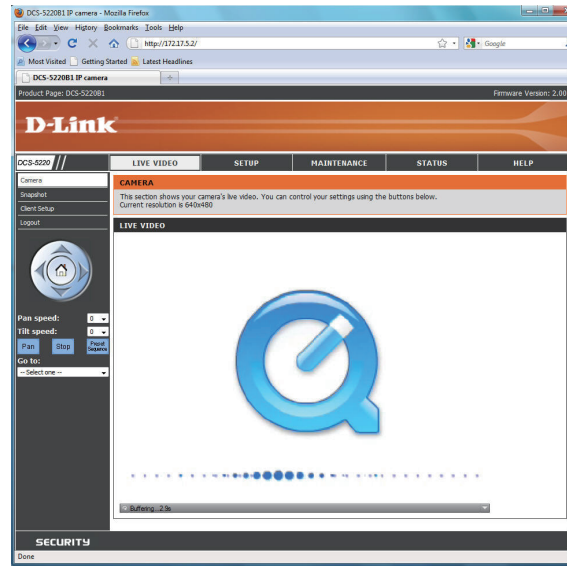 DCS-5220B1 IP camera - Mozilla Firefox
File Edit View History Bookmarks Tools Help
http://172.17.5.2/
Google
Most Visited Getting Started Latest Headlines
DCS-5220B1 IP camera
Product Page: DCS-5220B1 Firmware Version: 2.00
D-Link
DCS-5220 // LIVE VIDEO SETUP MAINTENANCE STATUS HELP
Camera
Snapshot
Client Setup
Logout
CAMERA
This section shows your camera's live video. You can control your settings using the buttons below.
Current resolution is 640x480
LIVE VIDEO
Pan speed: 0
Tilt speed: 0
Pan Stop Preset Sequence
Go to:
-- Select one --
Buffering...2.9s
SECURITY
Done